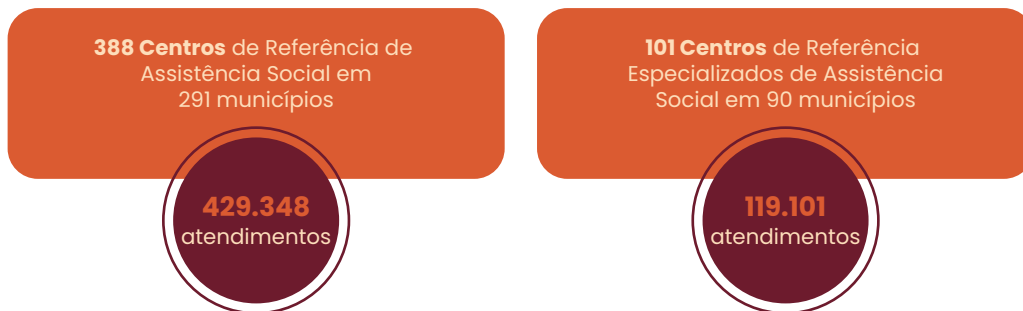 388 Centros de Referência de
Assistência Social em
291 municípios
429.348
atendimentos
101 Centros de Referência
Especializados de Assistência
Social em 90 municípios
119.101
atendimentos